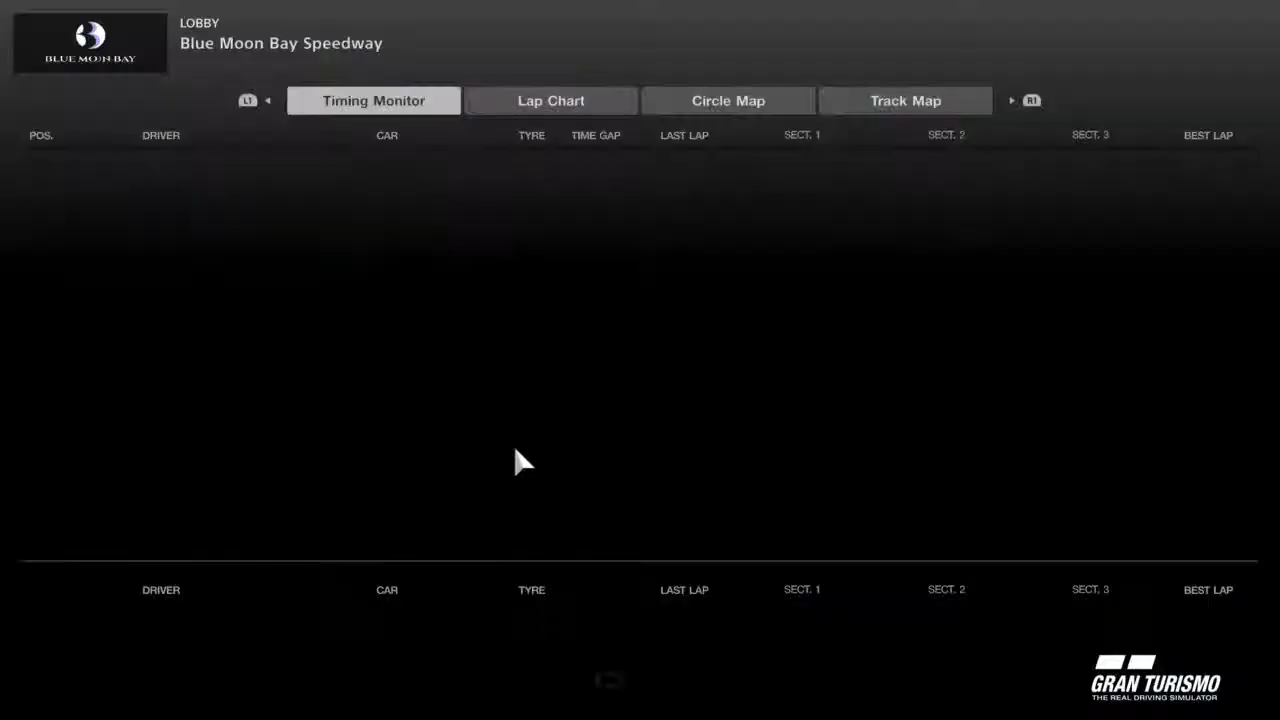 LOBBY
Blue Moon Bay Speedway
BLUE MOON BAY
L1 Timing Monitor Lap Chart Circle Map Track Map R1
POS. DRIVER CAR TYRE TIME GAP LAST LAP SECT. 1 SECT. 2 SECT. 3 BEST LAP
DRIVER CAR TYRE LAST LAP SECT. 1 SECT. 2 SECT. 3 BEST LAP
GRAN TURISMO
THE REAL DRIVING SIMULATOR